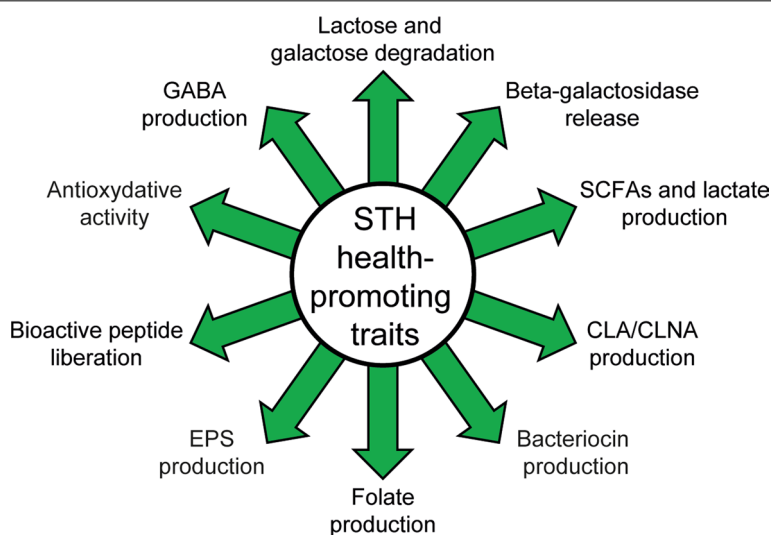 Lactose and
galactose degradation
Beta-galactosidase
release
SCFAs and lactate
production
CLA/CLNA
production
Bacteriocin
production
Folate
production
EPS
production
Bioactive peptide
liberation
Antioxydative
activity
GABA
production
STH
health-
promoting
traits